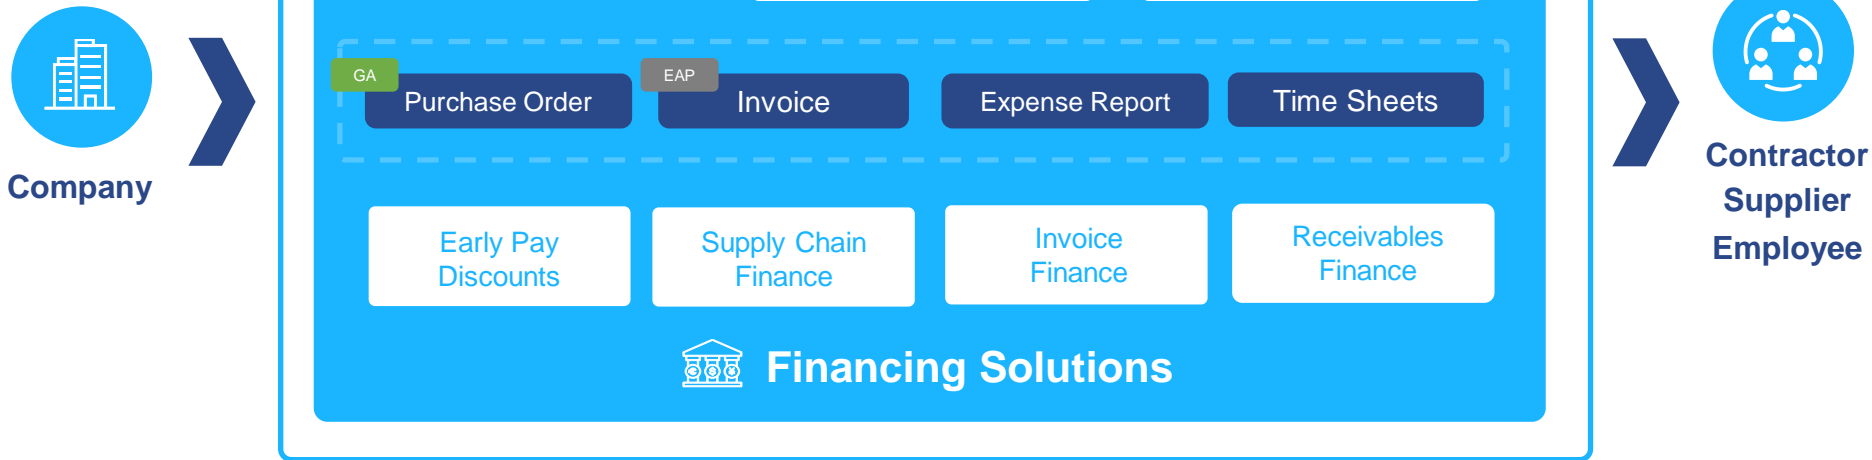 GA
EAP
Purchase Order
Invoice
Expense Report
Time Sheets
Company
Contractor
Supplier
Employee
Early Pay
Discounts
Supply Chain
Finance
Invoice
Finance
Receivables
Finance
Financing Solutions